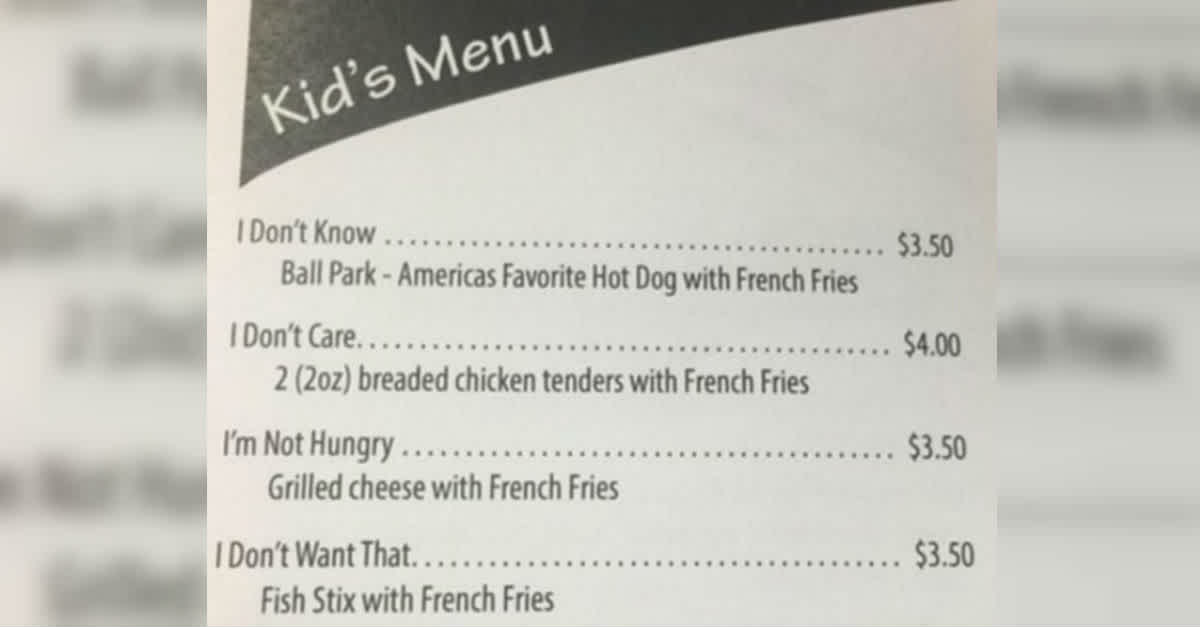 Kid's Menu
I Don't Know ........................................ $3.50
Ball Park - Americas Favorite Hot Dog with French Fries
I Don't Care........................................... $4.00
2 (2oz) breaded chicken tenders with French Fries
I'm Not Hungry ....................................... $3.50
Grilled cheese with French Fries
I Don't Want That....................................... $3.50
Fish Stix with French Fries